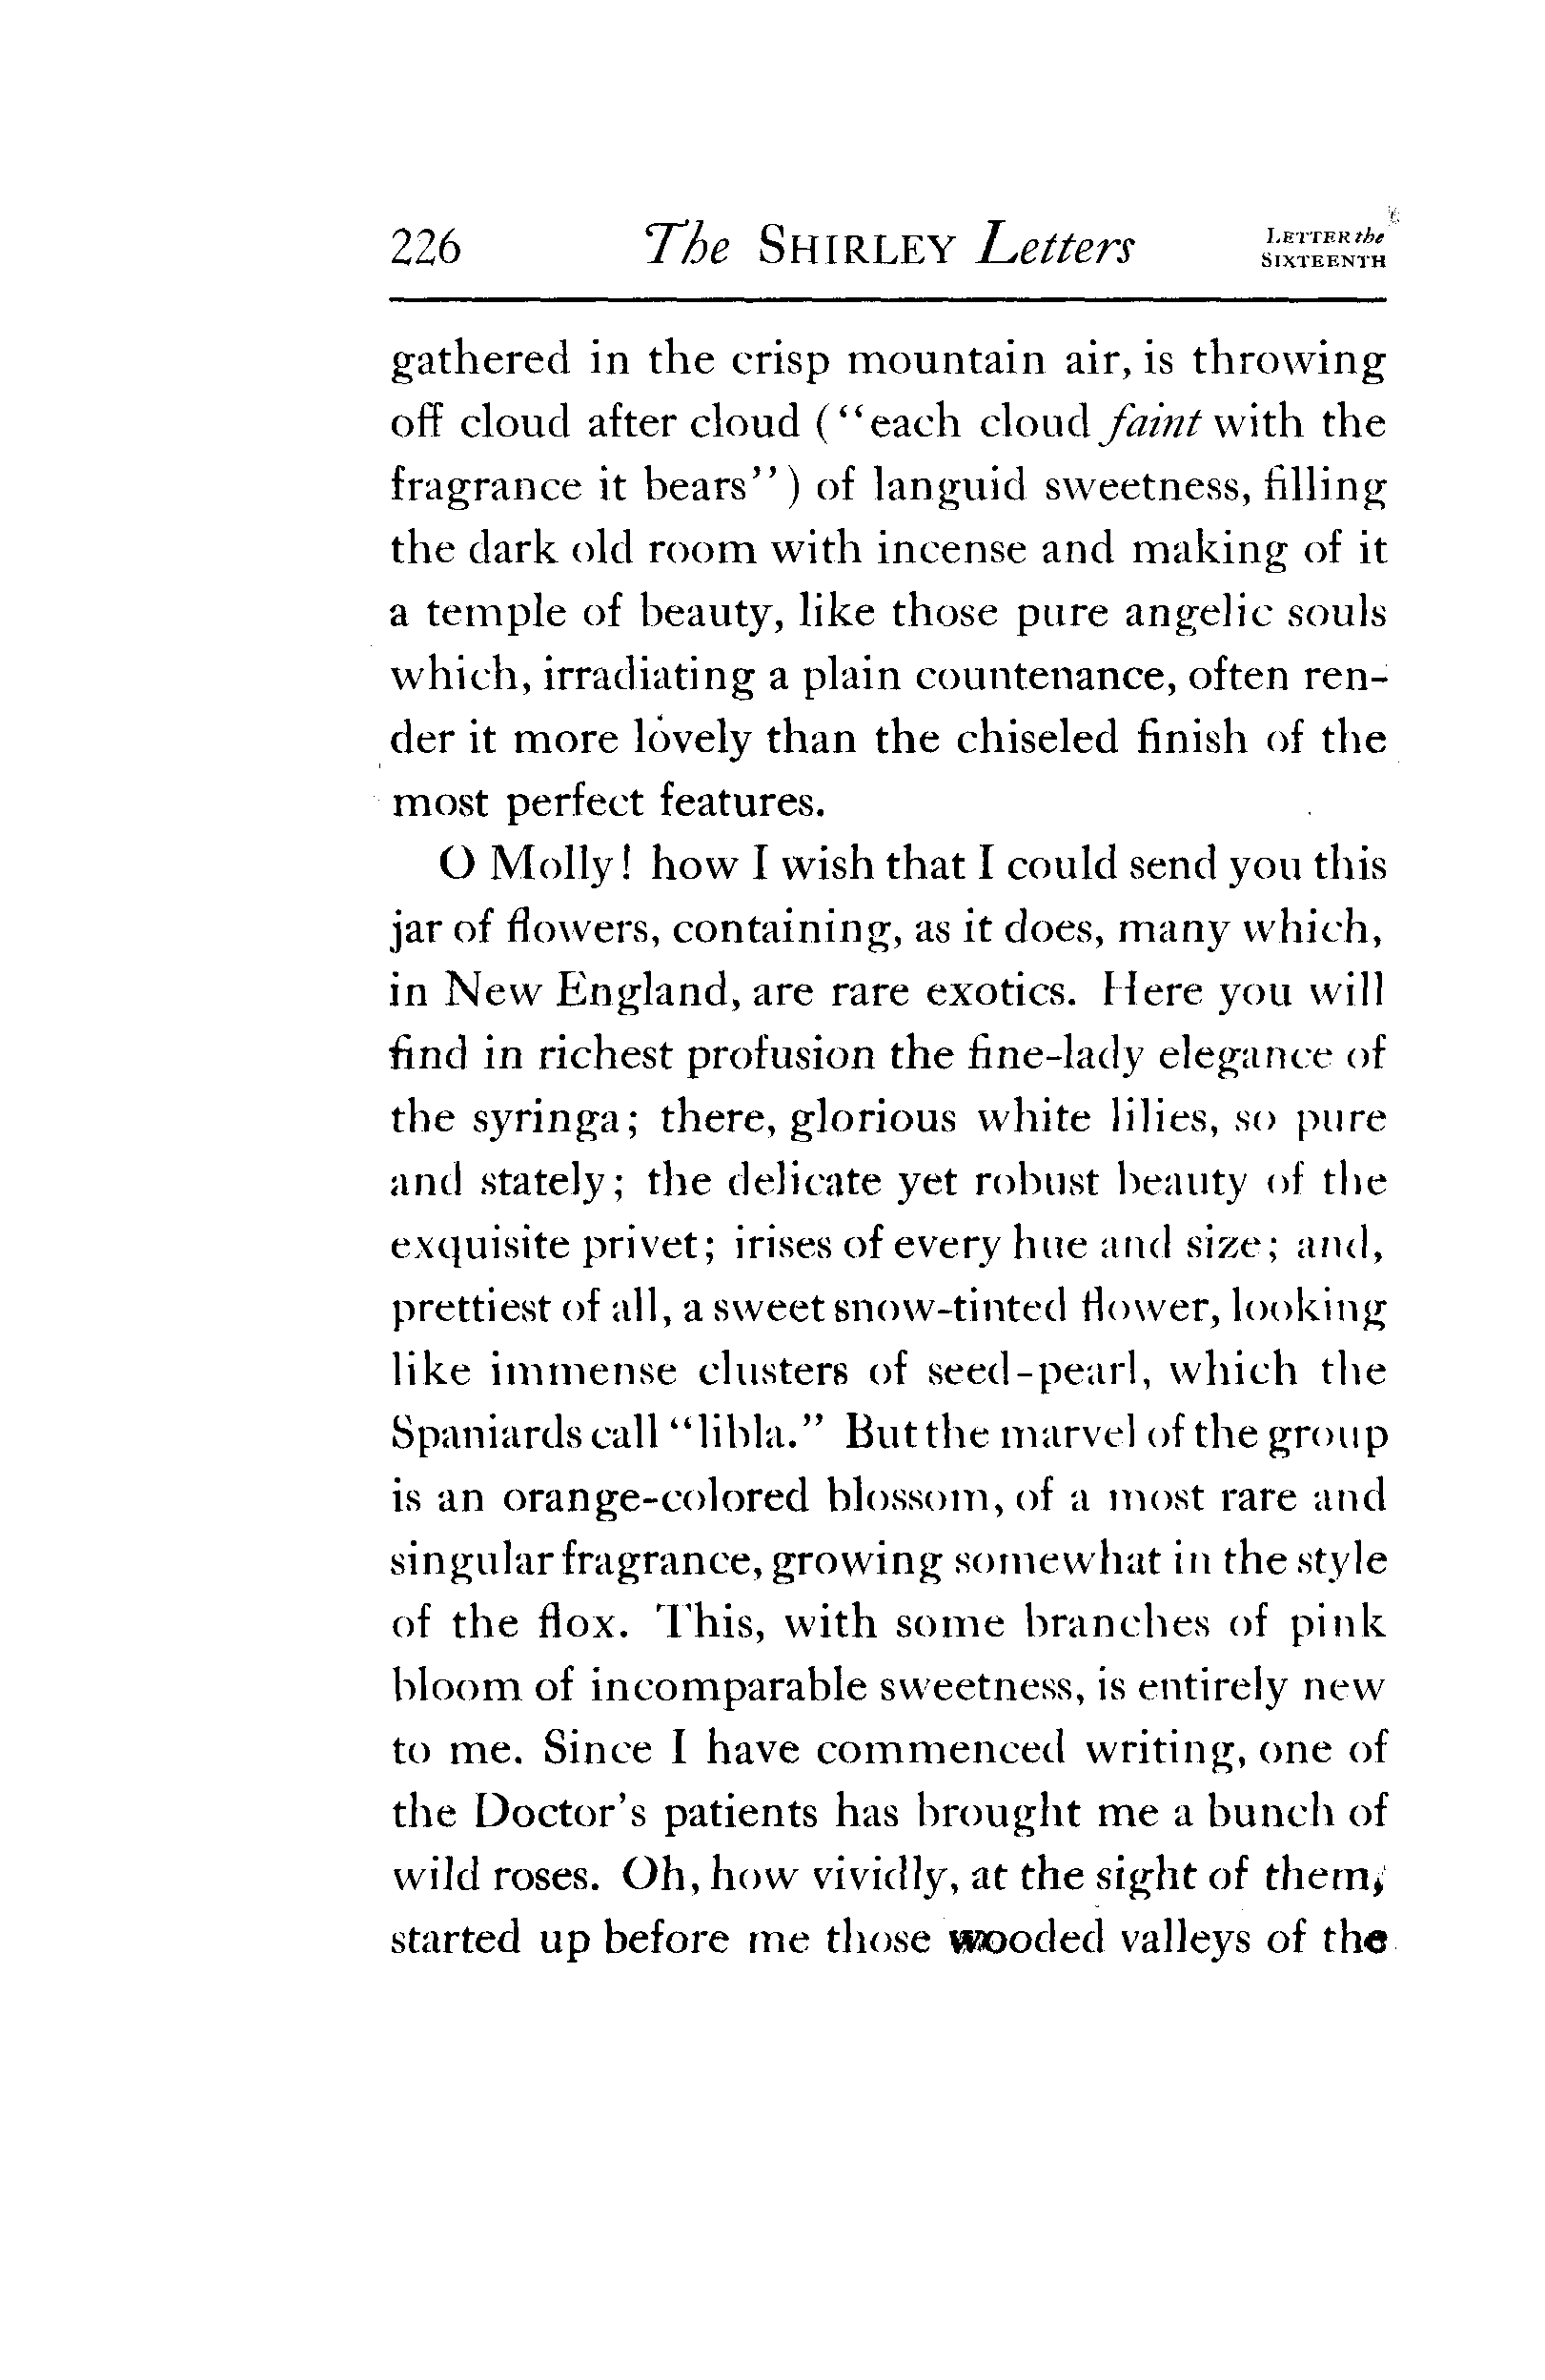 226 The SHIRLEY Letters LETTER the
SIXTEENTH
gathered in the crisp mountain air, is throwing
off cloud after cloud (“each cloud faint with the
fragrance it bears”) of languid sweetness, filling
the dark old room with incense and making of it
a temple of beauty, like those pure angelic souls
which, irradiating a plain countenance, often ren-
der it more lovely than the chiseled finish of the
most perfect features.
O Molly! how I wish that I could send you this
jar of flowers, containing, as it does, many which,
in New England, are rare exotics. Here you will
find in richest profusion the fine-lady elegance of
the syringa; there, glorious white lilies, so pure
and stately; the delicate yet robust beauty of the
exquisite privet; irises of every hue and size; and,
prettiest of all, a sweet snow-tinted flower, looking
like immense clusters of seed-pearl, which the
Spaniards call “libla.” But the marvel of the group
is an orange-colored blossom, of a most rare and
singular fragrance, growing somewhat in the style
of the flox. This, with some branches of pink
bloom of incomparable sweetness, is entirely new
to me. Since I have commenced writing, one of
the Doctor’s patients has brought me a bunch of
wild roses. Oh, how vividly, at the sight of them,
started up before me those wooded valleys of the